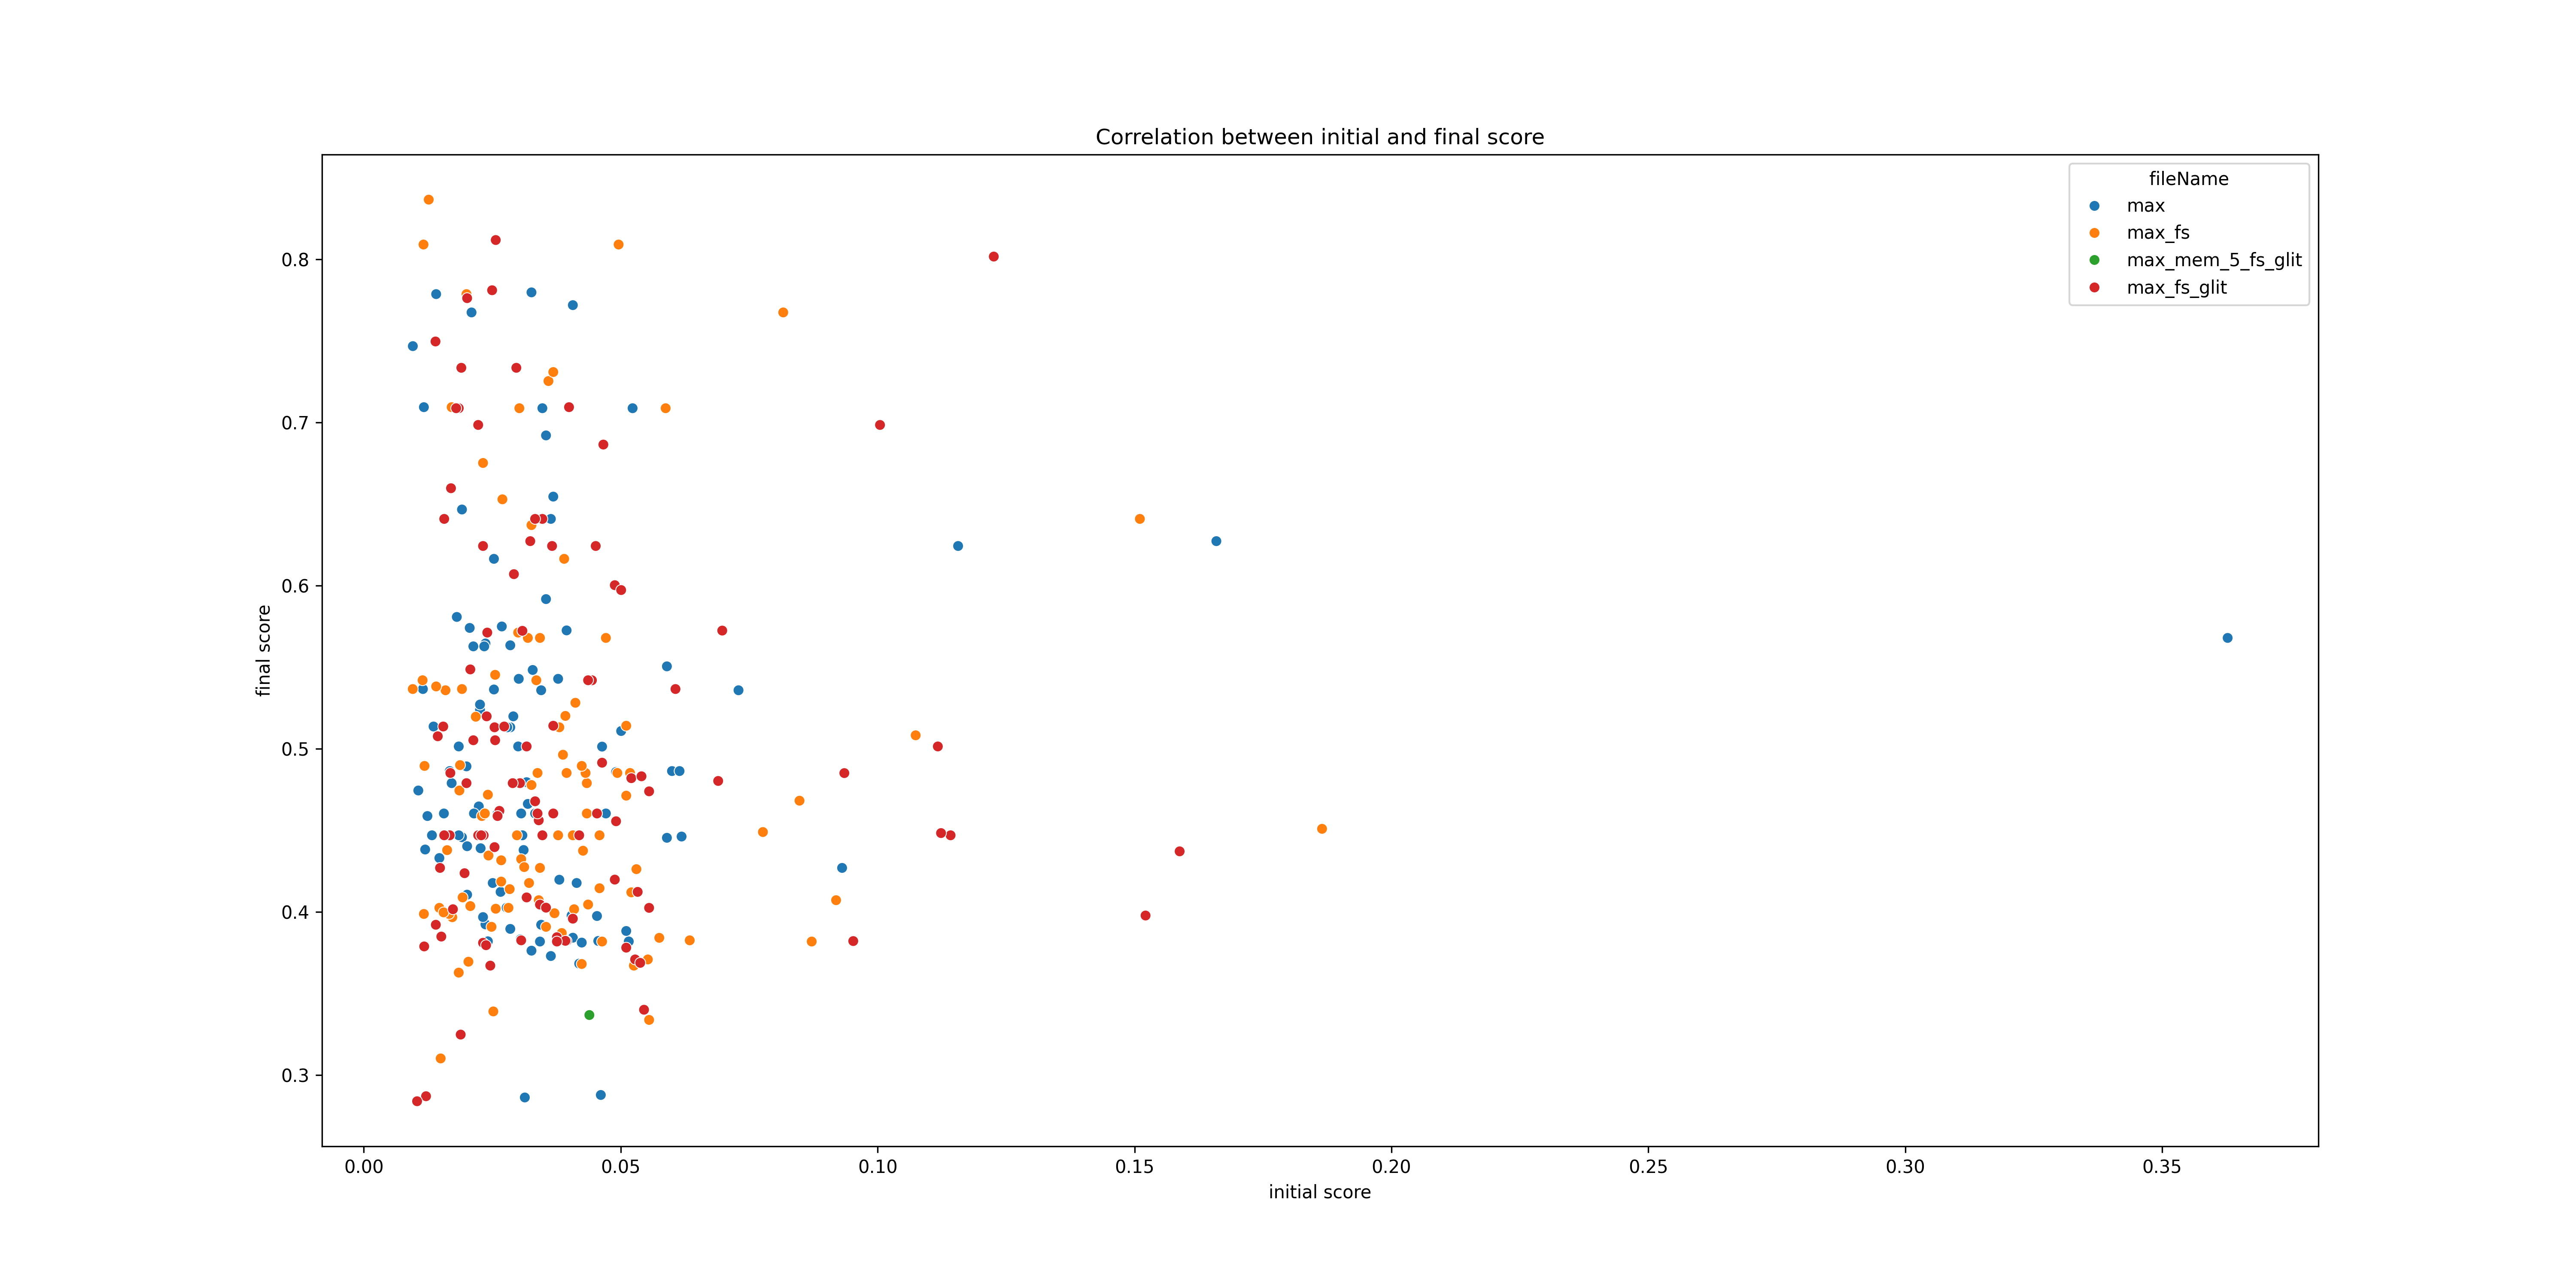 Correlation between initial and final score
fileName
max
max_fs
max_mem_5_fs_glit
max_fs_glit
final score
0.8
0.7
0.6
0.5
0.4
0.3
0.00 0.05 0.10 0.15 0.20 0.25 0.30 0.35
initial score